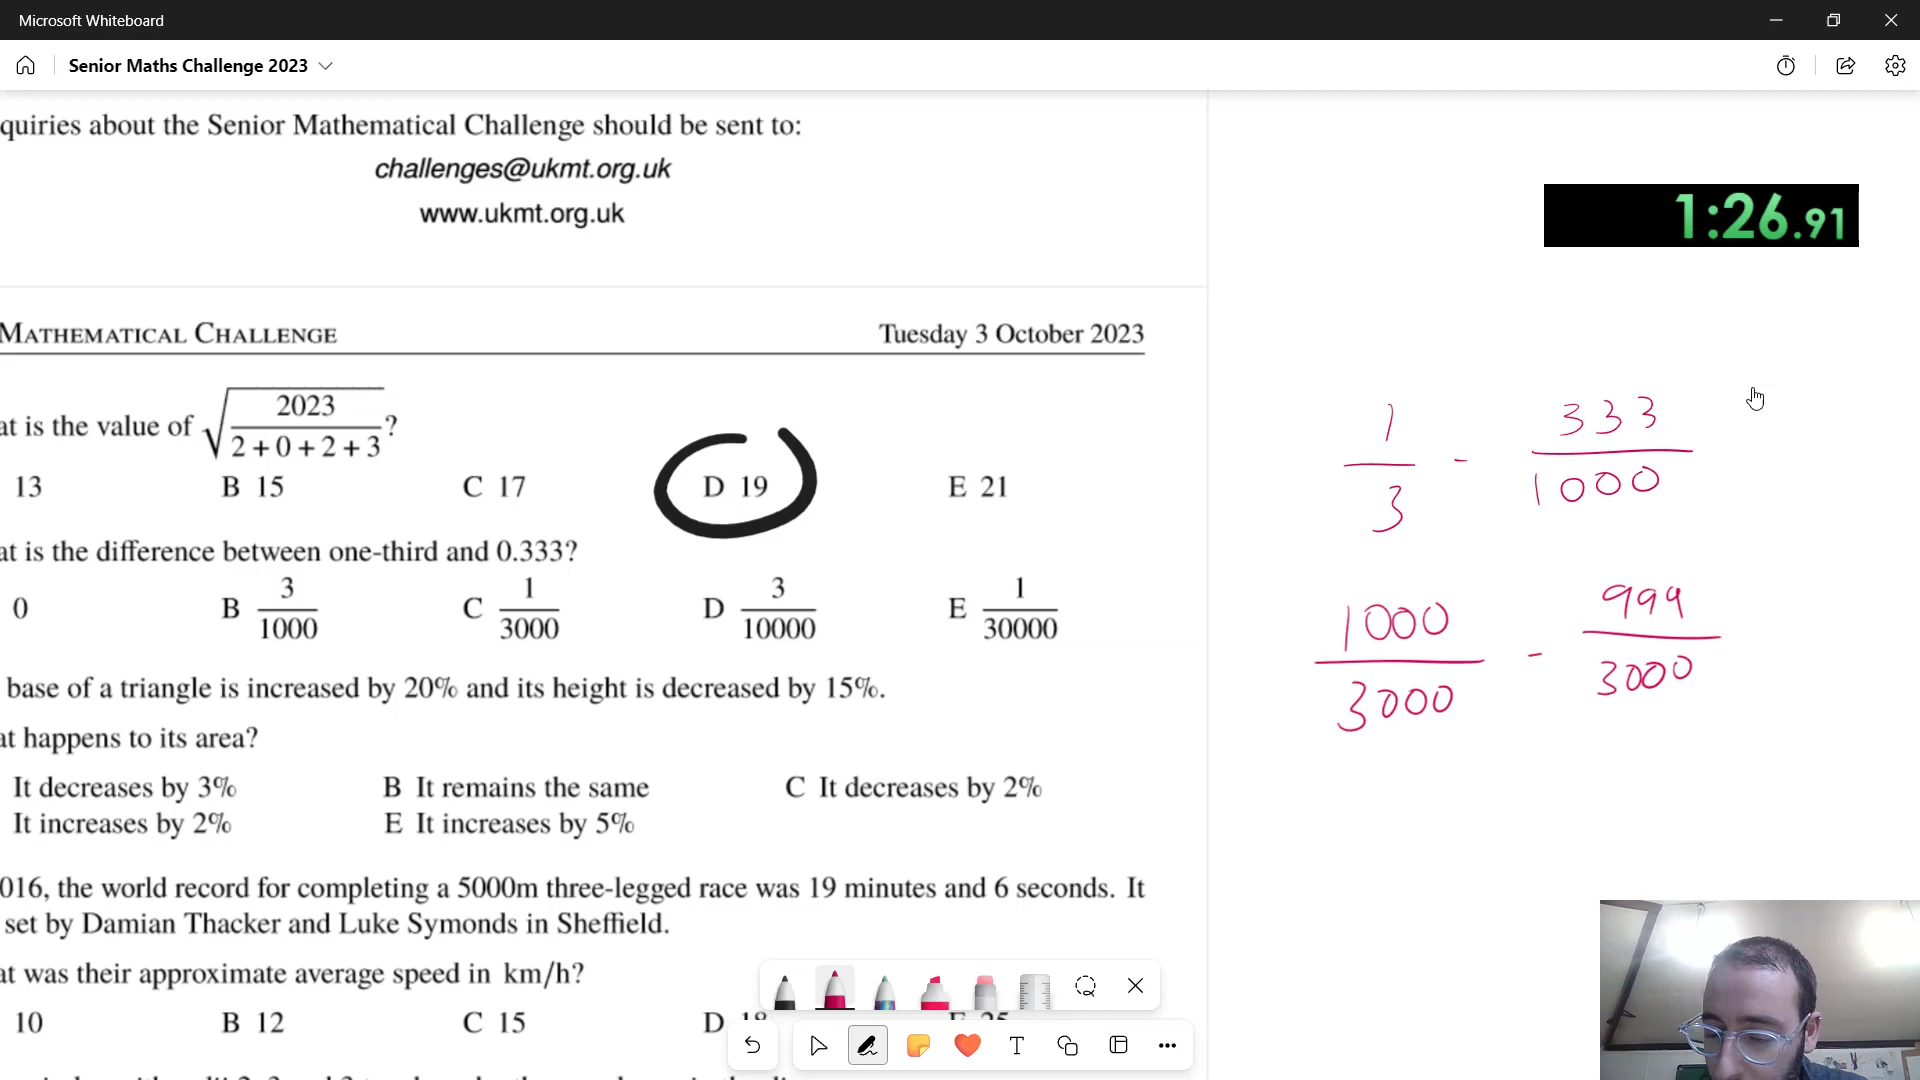 Microsoft Whiteboard
Senior Maths Challenge 2023
quiries about the Senior Mathematical Challenge should be sent to:
challenges@ukmt.org.uk
www.ukmt.org.uk
1:26.91
MATHEMATICAL CHALLENGE Tuesday 3 October 2023
at is the value of √(2023/(2+0+2+3))?
13 B 15 C 17 D 19 E 21
at is the difference between one-third and 0.333?
0 B 3/1000 C 1/3000 D 3/10000 E 1/30000
base of a triangle is increased by 20% and its height is decreased by 15%.
at happens to its area?
It decreases by 3% B It remains the same C It decreases by 2%
It increases by 2% E It increases by 5%
016, the world record for completing a 5000m three-legged race was 19 minutes and 6 seconds. It
set by Damian Thacker and Luke Symonds in Sheffield.
at was their approximate average speed in km/h?
10 B 12 C 15 D 18 E 25
1/3 - 333/1000
1000/3000 - 999/3000
T